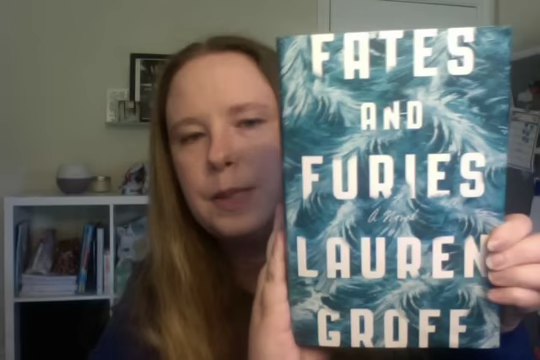 FATES
AND
FURIES
A Novel
LAUREN
GROFF